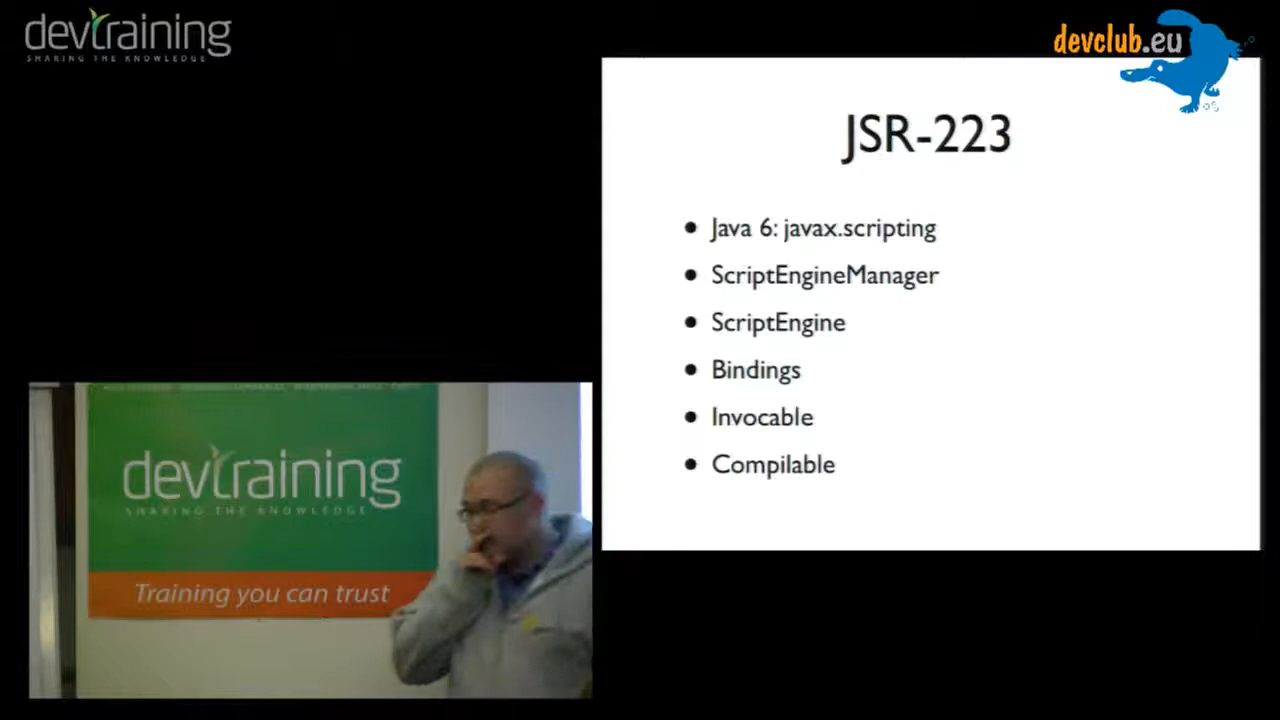 devtraining
SHARING THE KNOWLEDGE
devclub.eu
JSR-223
Java 6: javax.scripting
ScriptEngineManager
ScriptEngine
Bindings
Invocable
Compilable
devtraining
SHARING THE KNOWLEDGE
Training you can trust